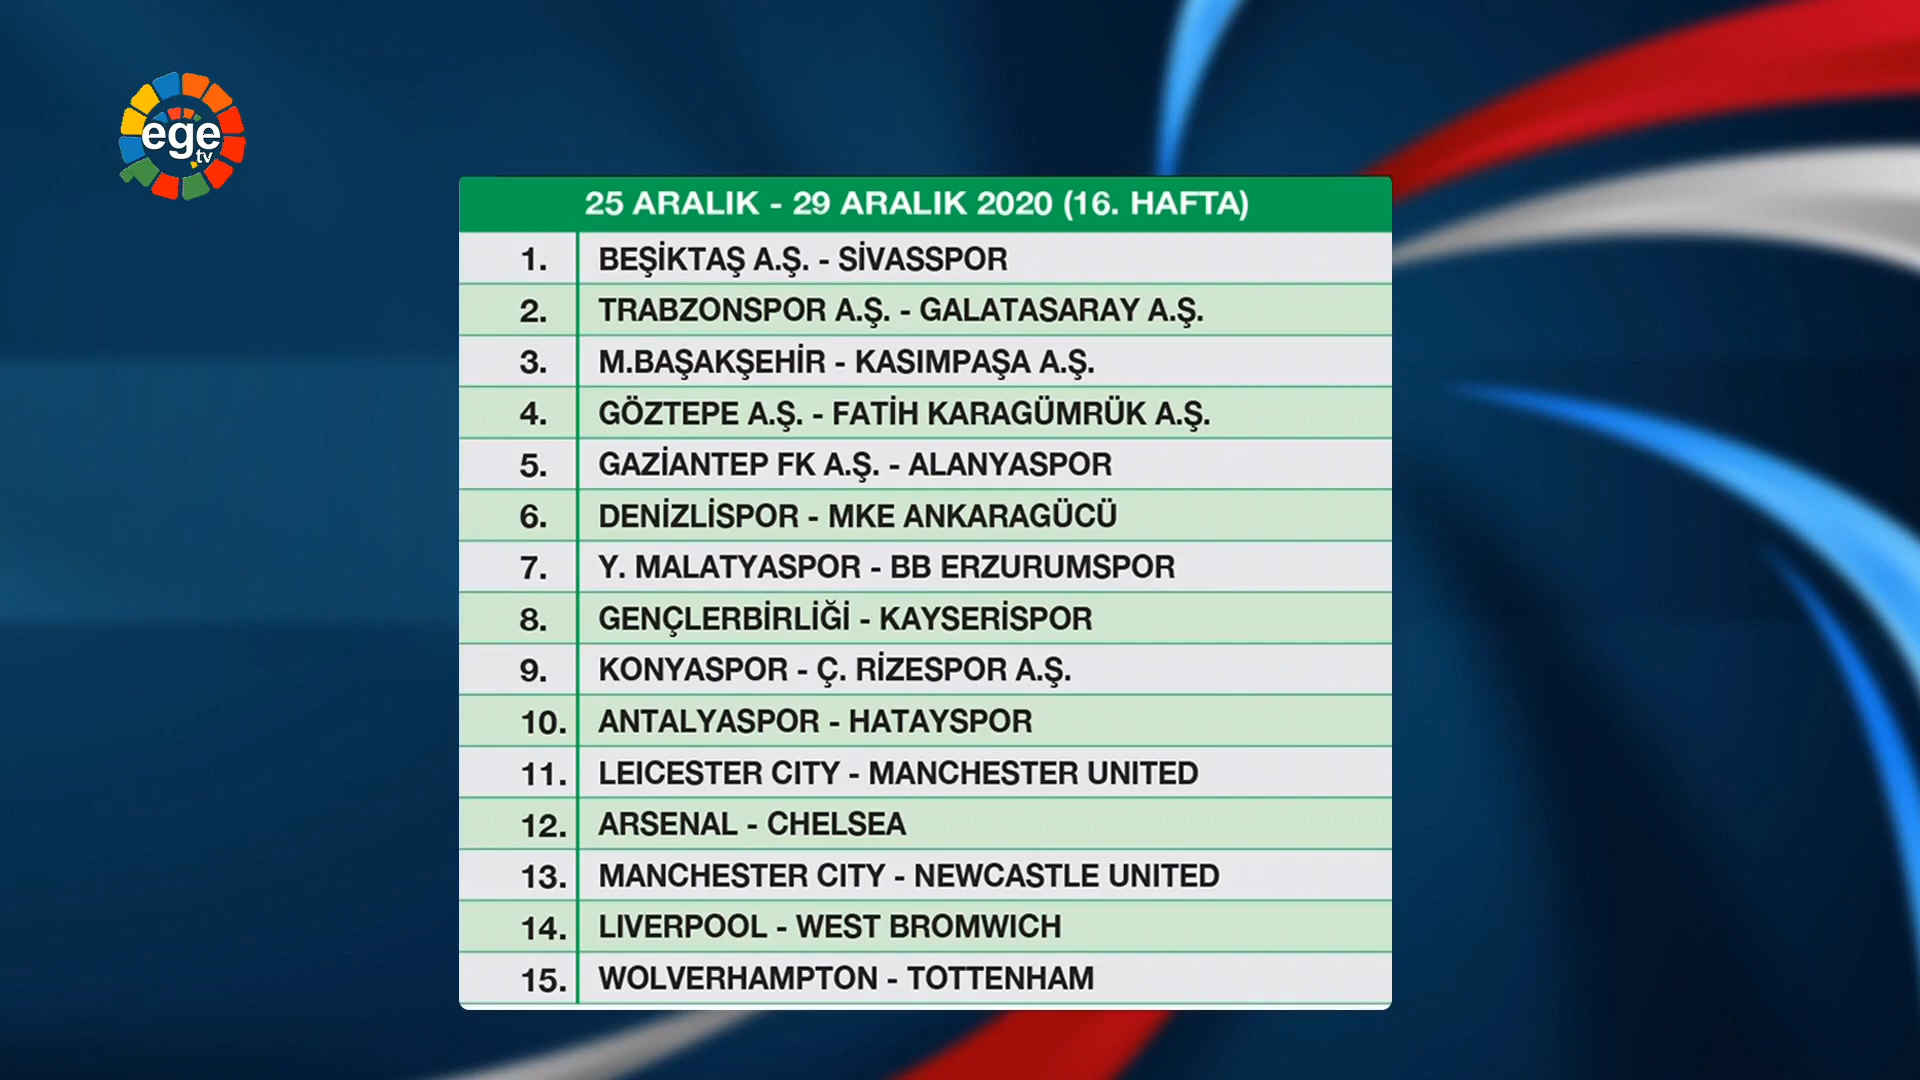 ege
tv
25 ARALIK - 29 ARALIK 2020 (16. HAFTA)
1. BEŞİKTAŞ A.Ş. - SİVASSPOR
2. TRABZONSPOR A.Ş. - GALATASARAY A.Ş.
3. M.BAŞAKŞEHİR - KASIMPAŞA A.Ş.
4. GÖZTEPE A.Ş. - FATİH KARAGÜMRÜK A.Ş.
5. GAZİANTEP FK A.Ş. - ALANYASPOR
6. DENİZLİSPOR - MKE ANKARAGÜCÜ
7. Y. MALATYASPOR - BB ERZURUMSPOR
8. GENÇLERBİRLİĞİ - KAYSERİSPOR
9. KONYASPOR - Ç. RİZESPOR A.Ş.
10. ANTALYASPOR - HATAYSPOR
11. LEICESTER CITY - MANCHESTER UNITED
12. ARSENAL - CHELSEA
13. MANCHESTER CITY - NEWCASTLE UNITED
14. LIVERPOOL - WEST BROMWICH
15. WOLVERHAMPTON - TOTTENHAM